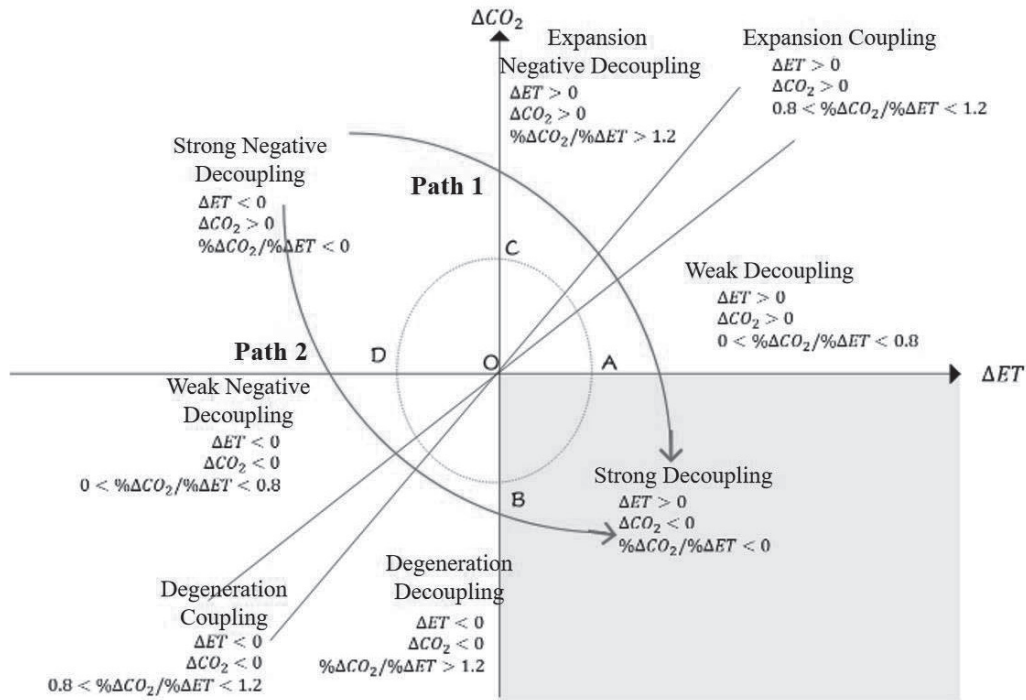 ΔCO₂
Expansion
Negative Decoupling
ΔET > 0
ΔCO₂ > 0
%ΔCO₂/%ΔET > 1.2
Expansion Coupling
ΔET > 0
ΔCO₂ > 0
0.8 < %ΔCO₂/%ΔET < 1.2
Strong Negative
Decoupling
ΔET < 0
ΔCO₂ > 0
%ΔCO₂/%ΔET < 0
Path 1
C
Weak Decoupling
ΔET > 0
ΔCO₂ > 0
0 < %ΔCO₂/%ΔET < 0.8
Path 2
D
O
A
ΔET
Weak Negative
Decoupling
ΔET < 0
ΔCO₂ < 0
0 < %ΔCO₂/%ΔET < 0.8
B
Strong Decoupling
ΔET > 0
ΔCO₂ < 0
%ΔCO₂/%ΔET < 0
Degeneration
Coupling
ΔET < 0
ΔCO₂ < 0
0.8 < %ΔCO₂/%ΔET < 1.2
Degeneration
Decoupling
ΔET < 0
ΔCO₂ < 0
%ΔCO₂/%ΔET > 1.2